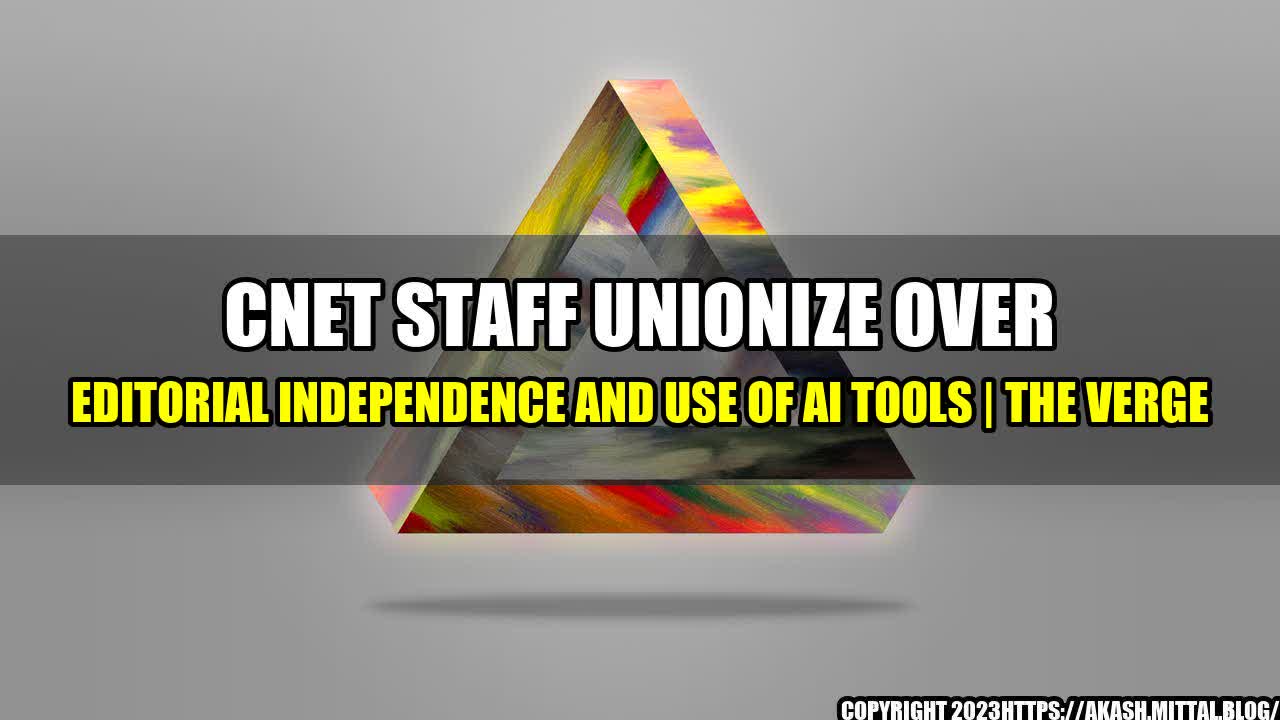 CNET STAFF UNIONIZE OVER
EDITORIAL INDEPENDENCE AND USE OF AI TOOLS | THE VERGE
COPYRIGHT 2023HTTPS://AKASH.MITTAL.BLOG/